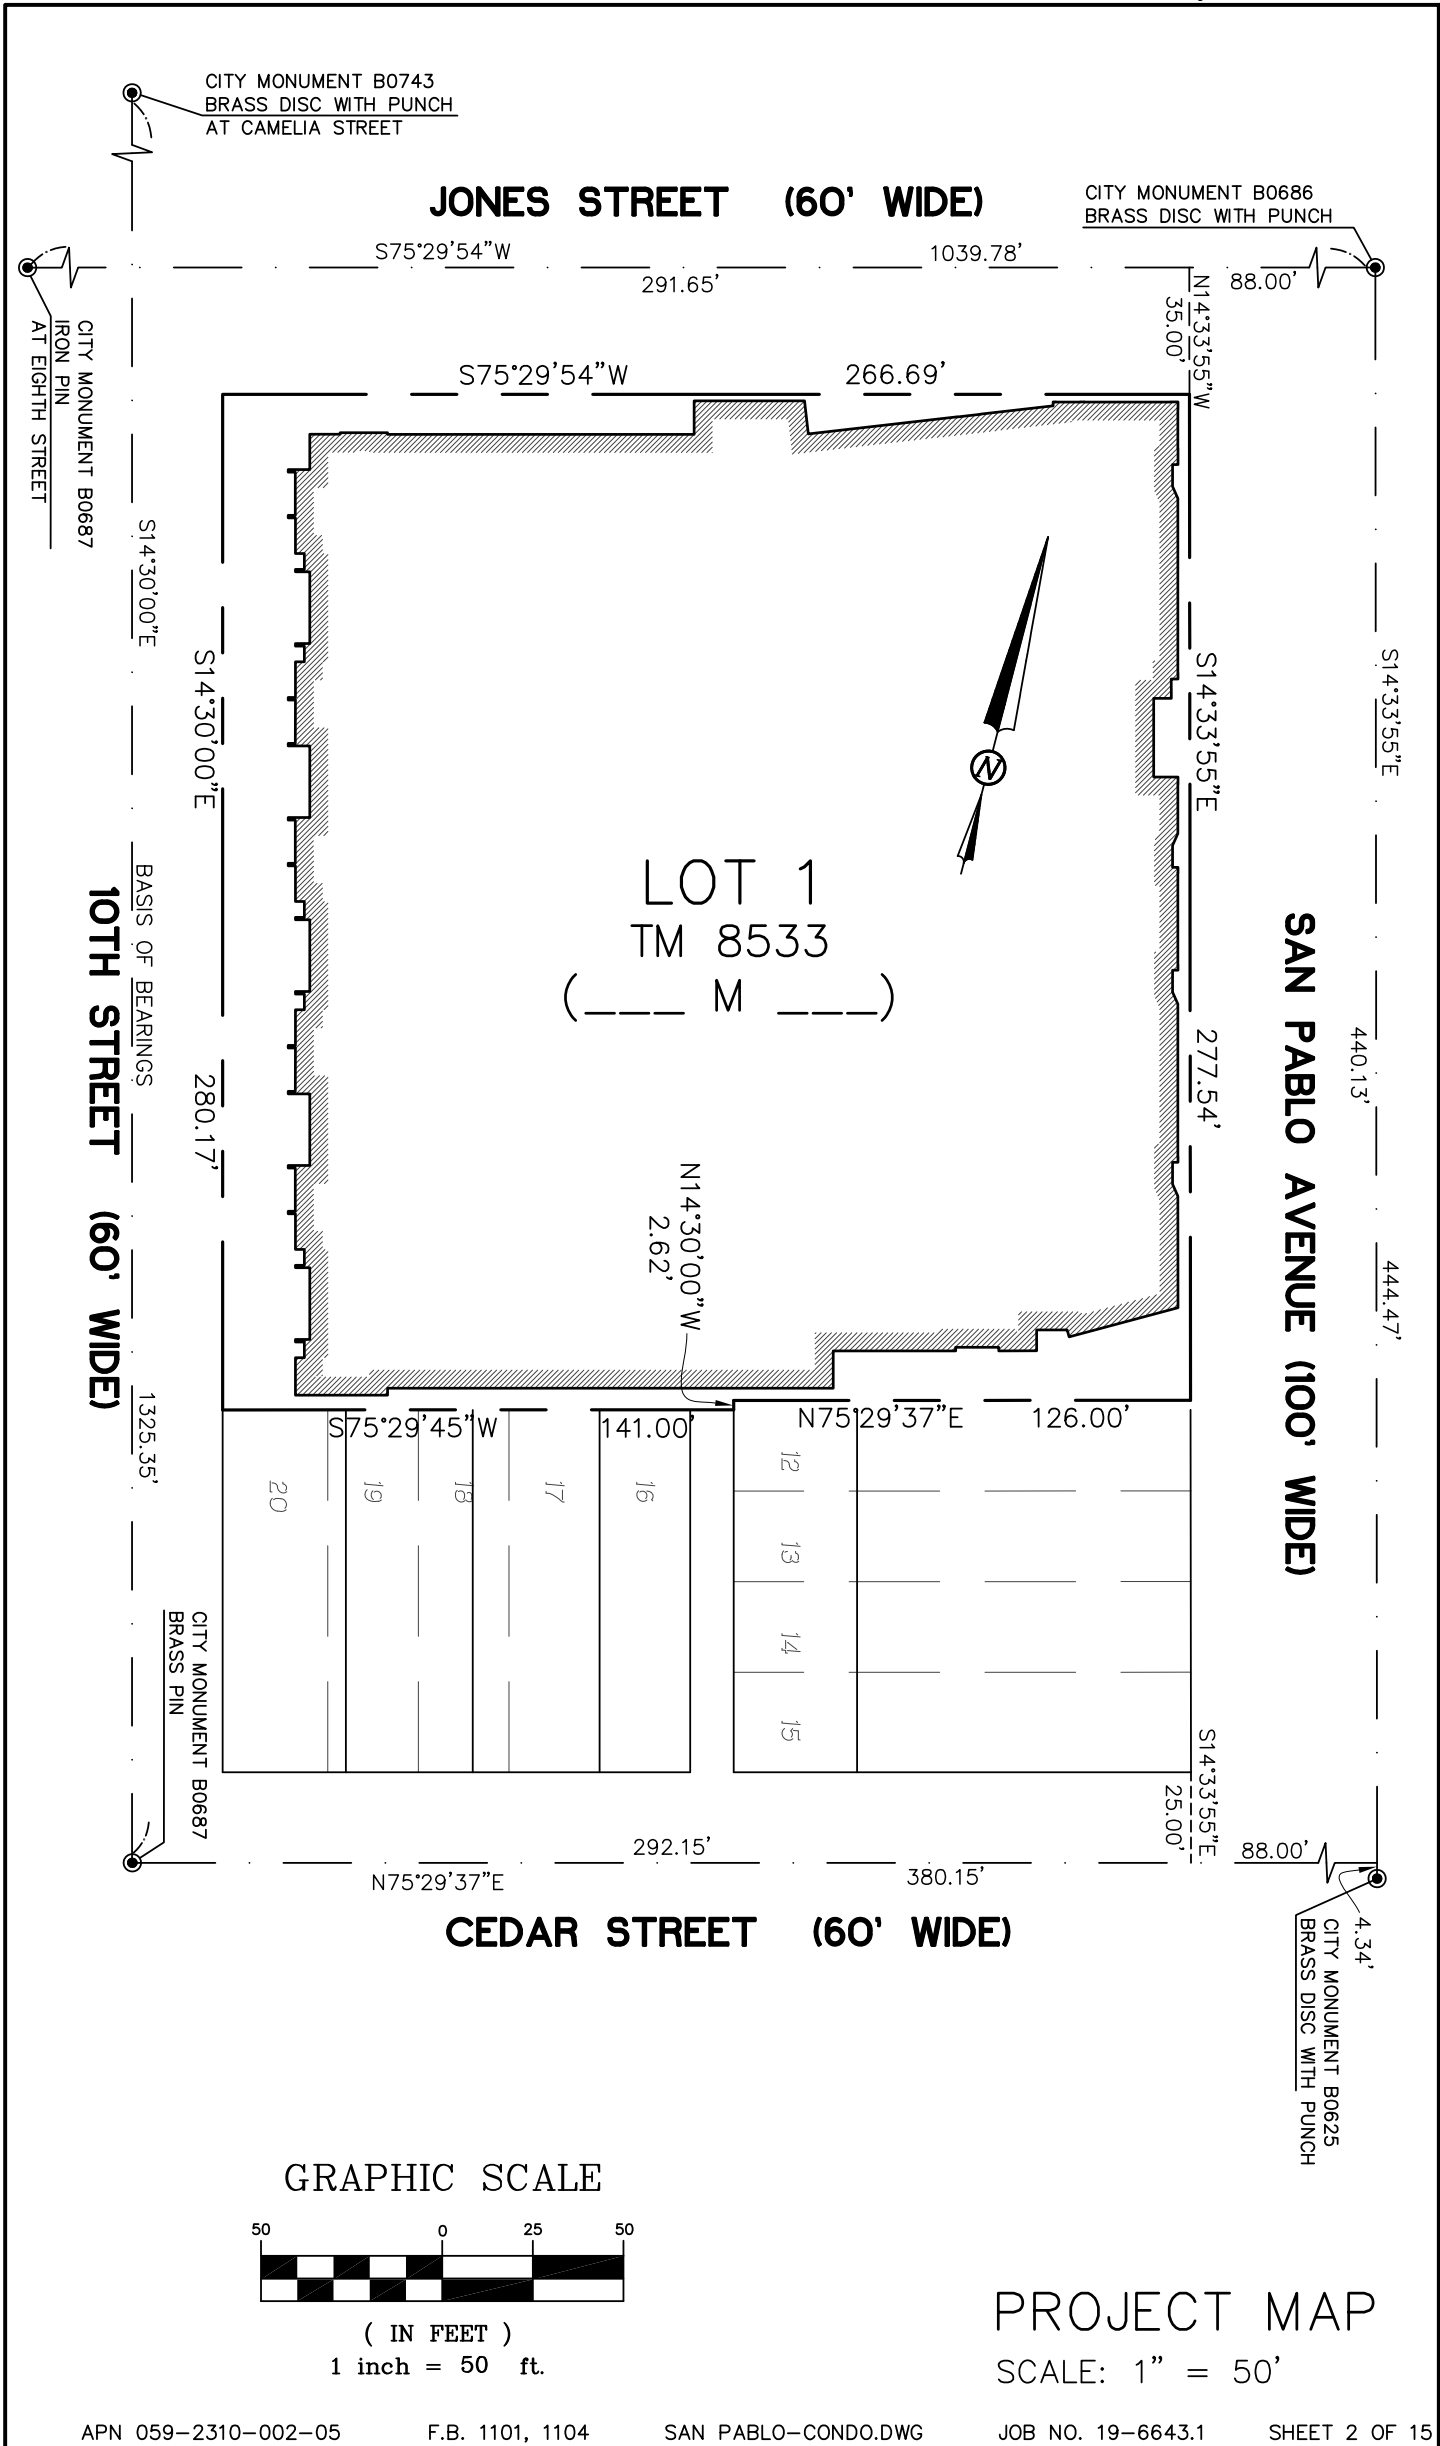 CITY MONUMENT B0743
BRASS DISC WITH PUNCH
AT CAMELIA STREET
JONES STREET (60' WIDE)
CITY MONUMENT B0686
BRASS DISC WITH PUNCH
S75°29'54"W
1039.78'
291.65'
88.00'
N14°33'55"W
35.00'
CITY MONUMENT B0687
IRON PIN
AT EIGHTH STREET
S75°29'54"W
266.69'
S14°30'00"E
BASIS OF BEARINGS
1325.35'
10TH STREET (60' WIDE)
S14°30'00"E
280.17'
N
LOT 1
TM 8533
(___ M ___)
S14°33'55"E
277.54'
SAN PABLO AVENUE (100' WIDE)
S14°33'55"E
440.13'
444.47'
N14°30'00"W
2.62'
S75°29'45"W
141.00'
N75°29'37"E
126.00'
20
19
18
17
16
12
13
14
15
CITY MONUMENT B0687
BRASS PIN
S14°33'55"E
25.00'
292.15'
88.00'
N75°29'37"E
380.15'
4.34'
CITY MONUMENT B0625
BRASS DISC WITH PUNCH
CEDAR STREET (60' WIDE)
GRAPHIC SCALE
50 0 25 50
( IN FEET )
1 inch = 50 ft.
PROJECT MAP
SCALE: 1" = 50'
APN 059-2310-002-05 F.B. 1101, 1104 SAN PABLO-CONDO.DWG JOB NO. 19-6643.1 SHEET 2 OF 15